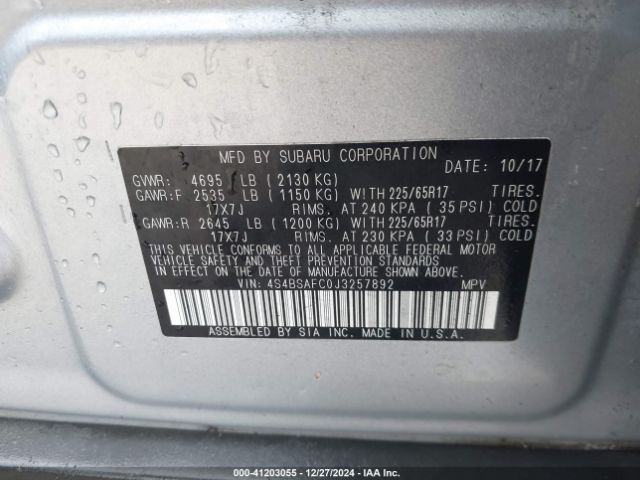 MFD BY SUBARU CORPORATION DATE: 10/17
GVWR: 4695 LB (2130 KG)
GAWR:F 2535 LB (1150 KG) WITH 225/65R17 TIRES.
17X7J RIMS. AT 240 KPA (35 PSI) COLD
GAWR:R 2645 LB (1200 KG) WITH 225/65R17 TIRES.
17X7J RIMS. AT 230 KPA (33 PSI) COLD
THIS VEHICLE CONFORMS TO ALL APPLICABLE FEDERAL MOTOR
VEHICLE SAFETY AND THEFT PREVENTION STANDARDS
IN EFFECT ON THE DATE OF MANUFACTURE SHOWN ABOVE.
VIN: 4S4BSAFC0J3257892 MPV
ASSEMBLED BY SIA INC. MADE IN U.S.A.
000-41203055 - 12/27/2024 - IAA Inc.